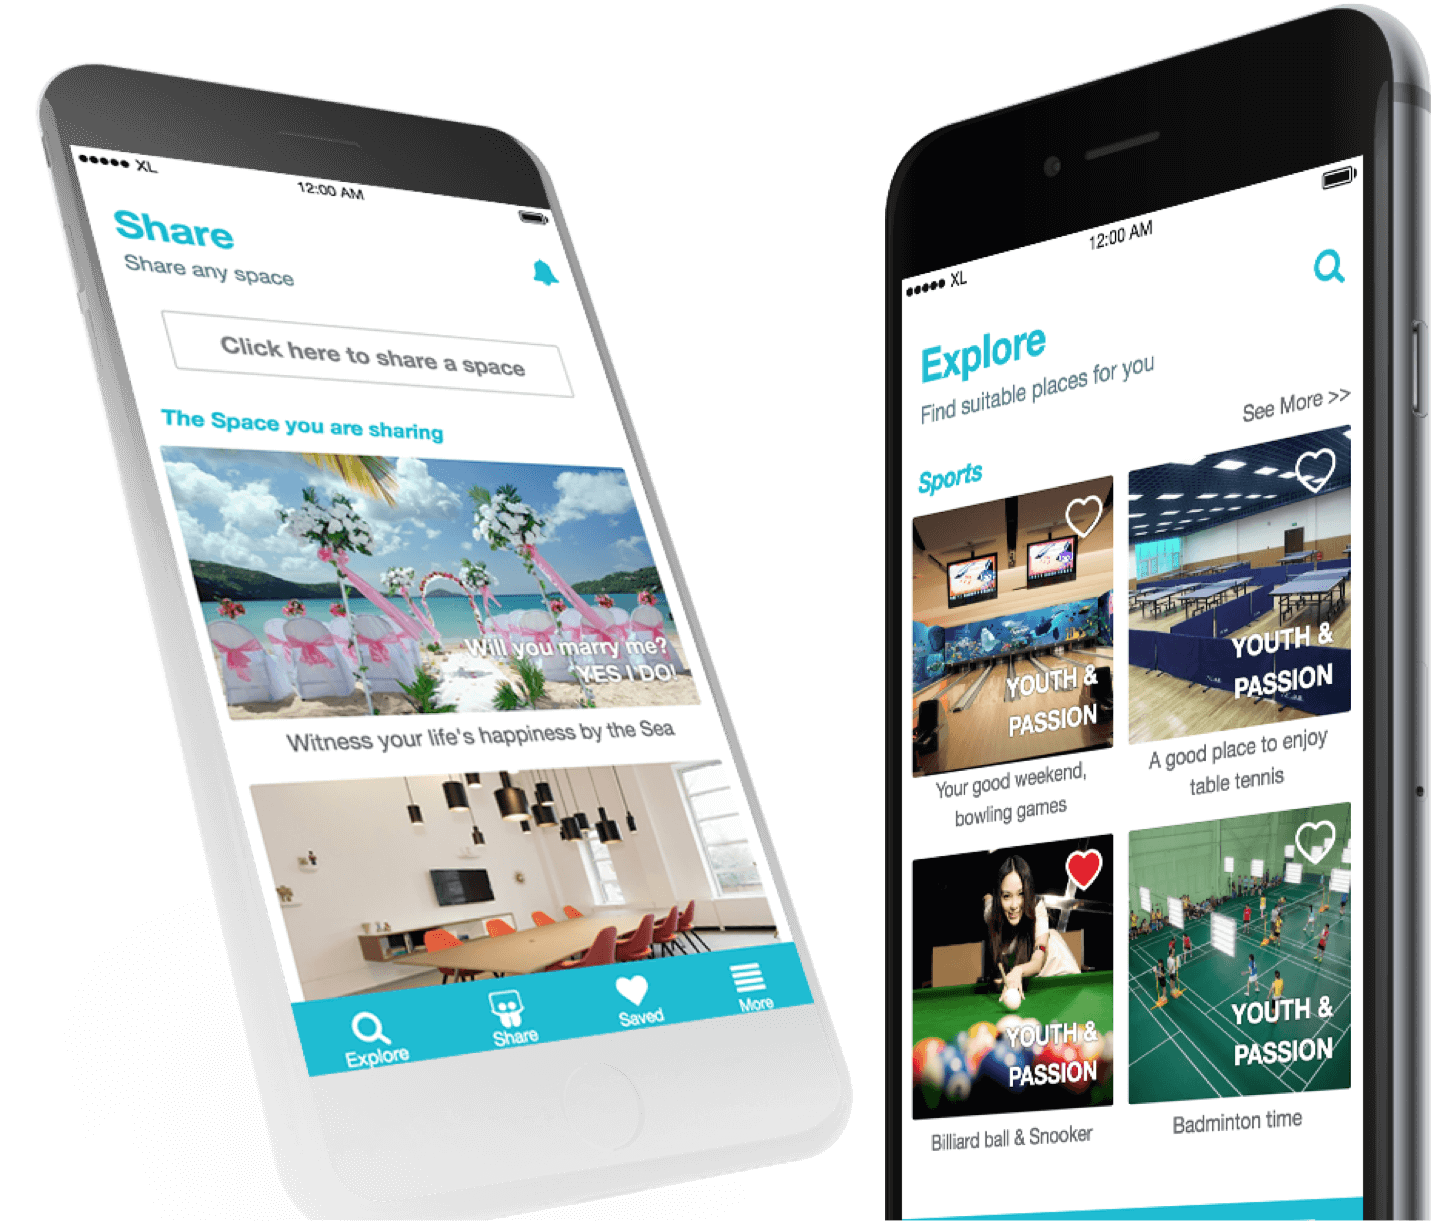 XL
12:00 AM
Share
Share any space
Click here to share a space
The Space you are sharing
Will you marry me?
YES I DO!
Witness your life's happiness by the Sea
Explore
Share
Saved
More
12:00 AM
XL
Explore
Find suitable places for you
See More >>
Sports
YOUTH &
PASSION
Your good weekend,
bowling games
YOUTH &
PASSION
A good place to enjoy
table tennis
YOUTH &
PASSION
Billiard ball & Snooker
YOUTH &
PASSION
Badminton time